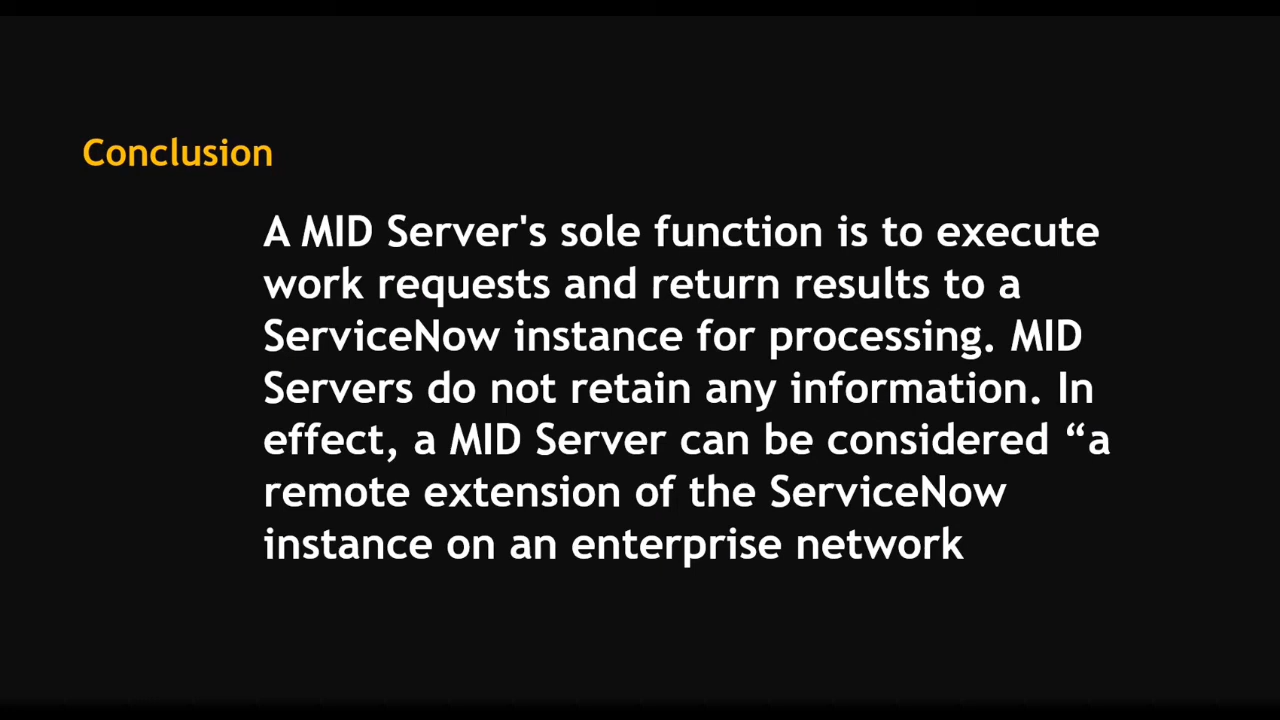 Conclusion
A MID Server's sole function is to execute
work requests and return results to a
ServiceNow instance for processing. MID
Servers do not retain any information. In
effect, a MID Server can be considered “a
remote extension of the ServiceNow
instance on an enterprise network